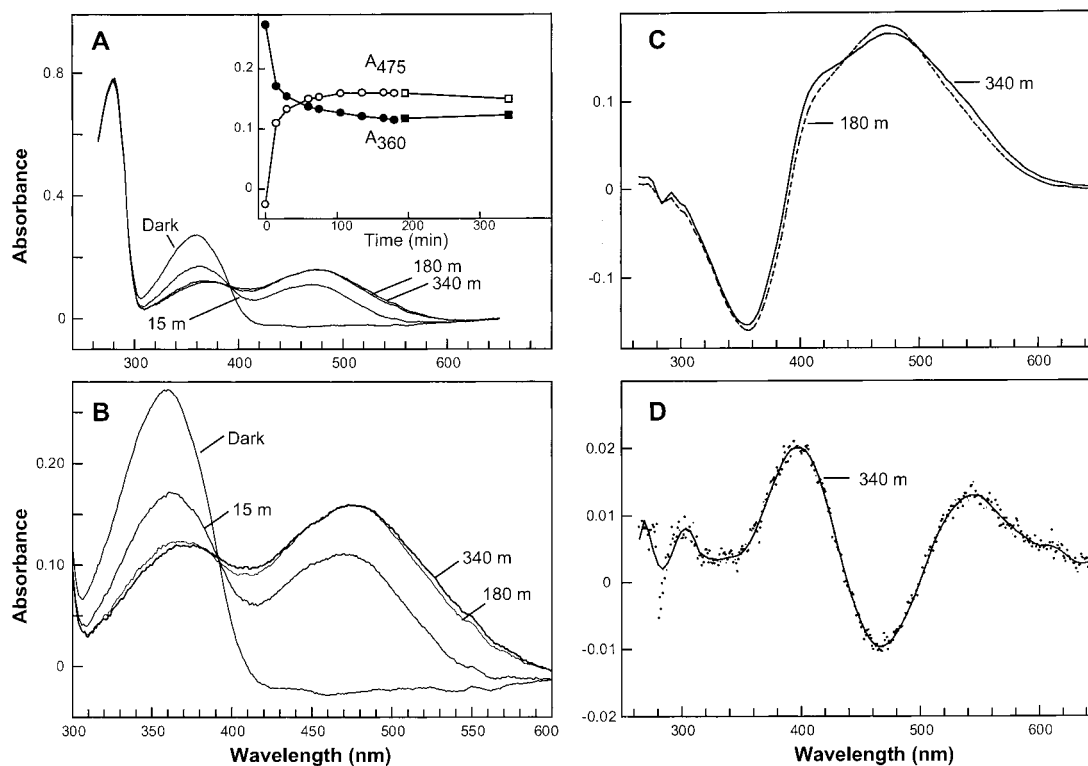 A
0.8
0.4
0
Absorbance
Dark
15 m
180 m
340 m
300 400 500 600
0.2
0.1
0
A475
A360
0 100 200 300
Time (min)
B
0.20
0.10
0
Absorbance
Dark
15 m
340 m
180 m
300 350 400 450 500 550 600
Wavelength (nm)
C
0.1
0
-0.1
340 m
180 m
300 400 500 600
D
0.02
0.01
0
-0.01
-0.02
340 m
300 400 500 600
Wavelength (nm)